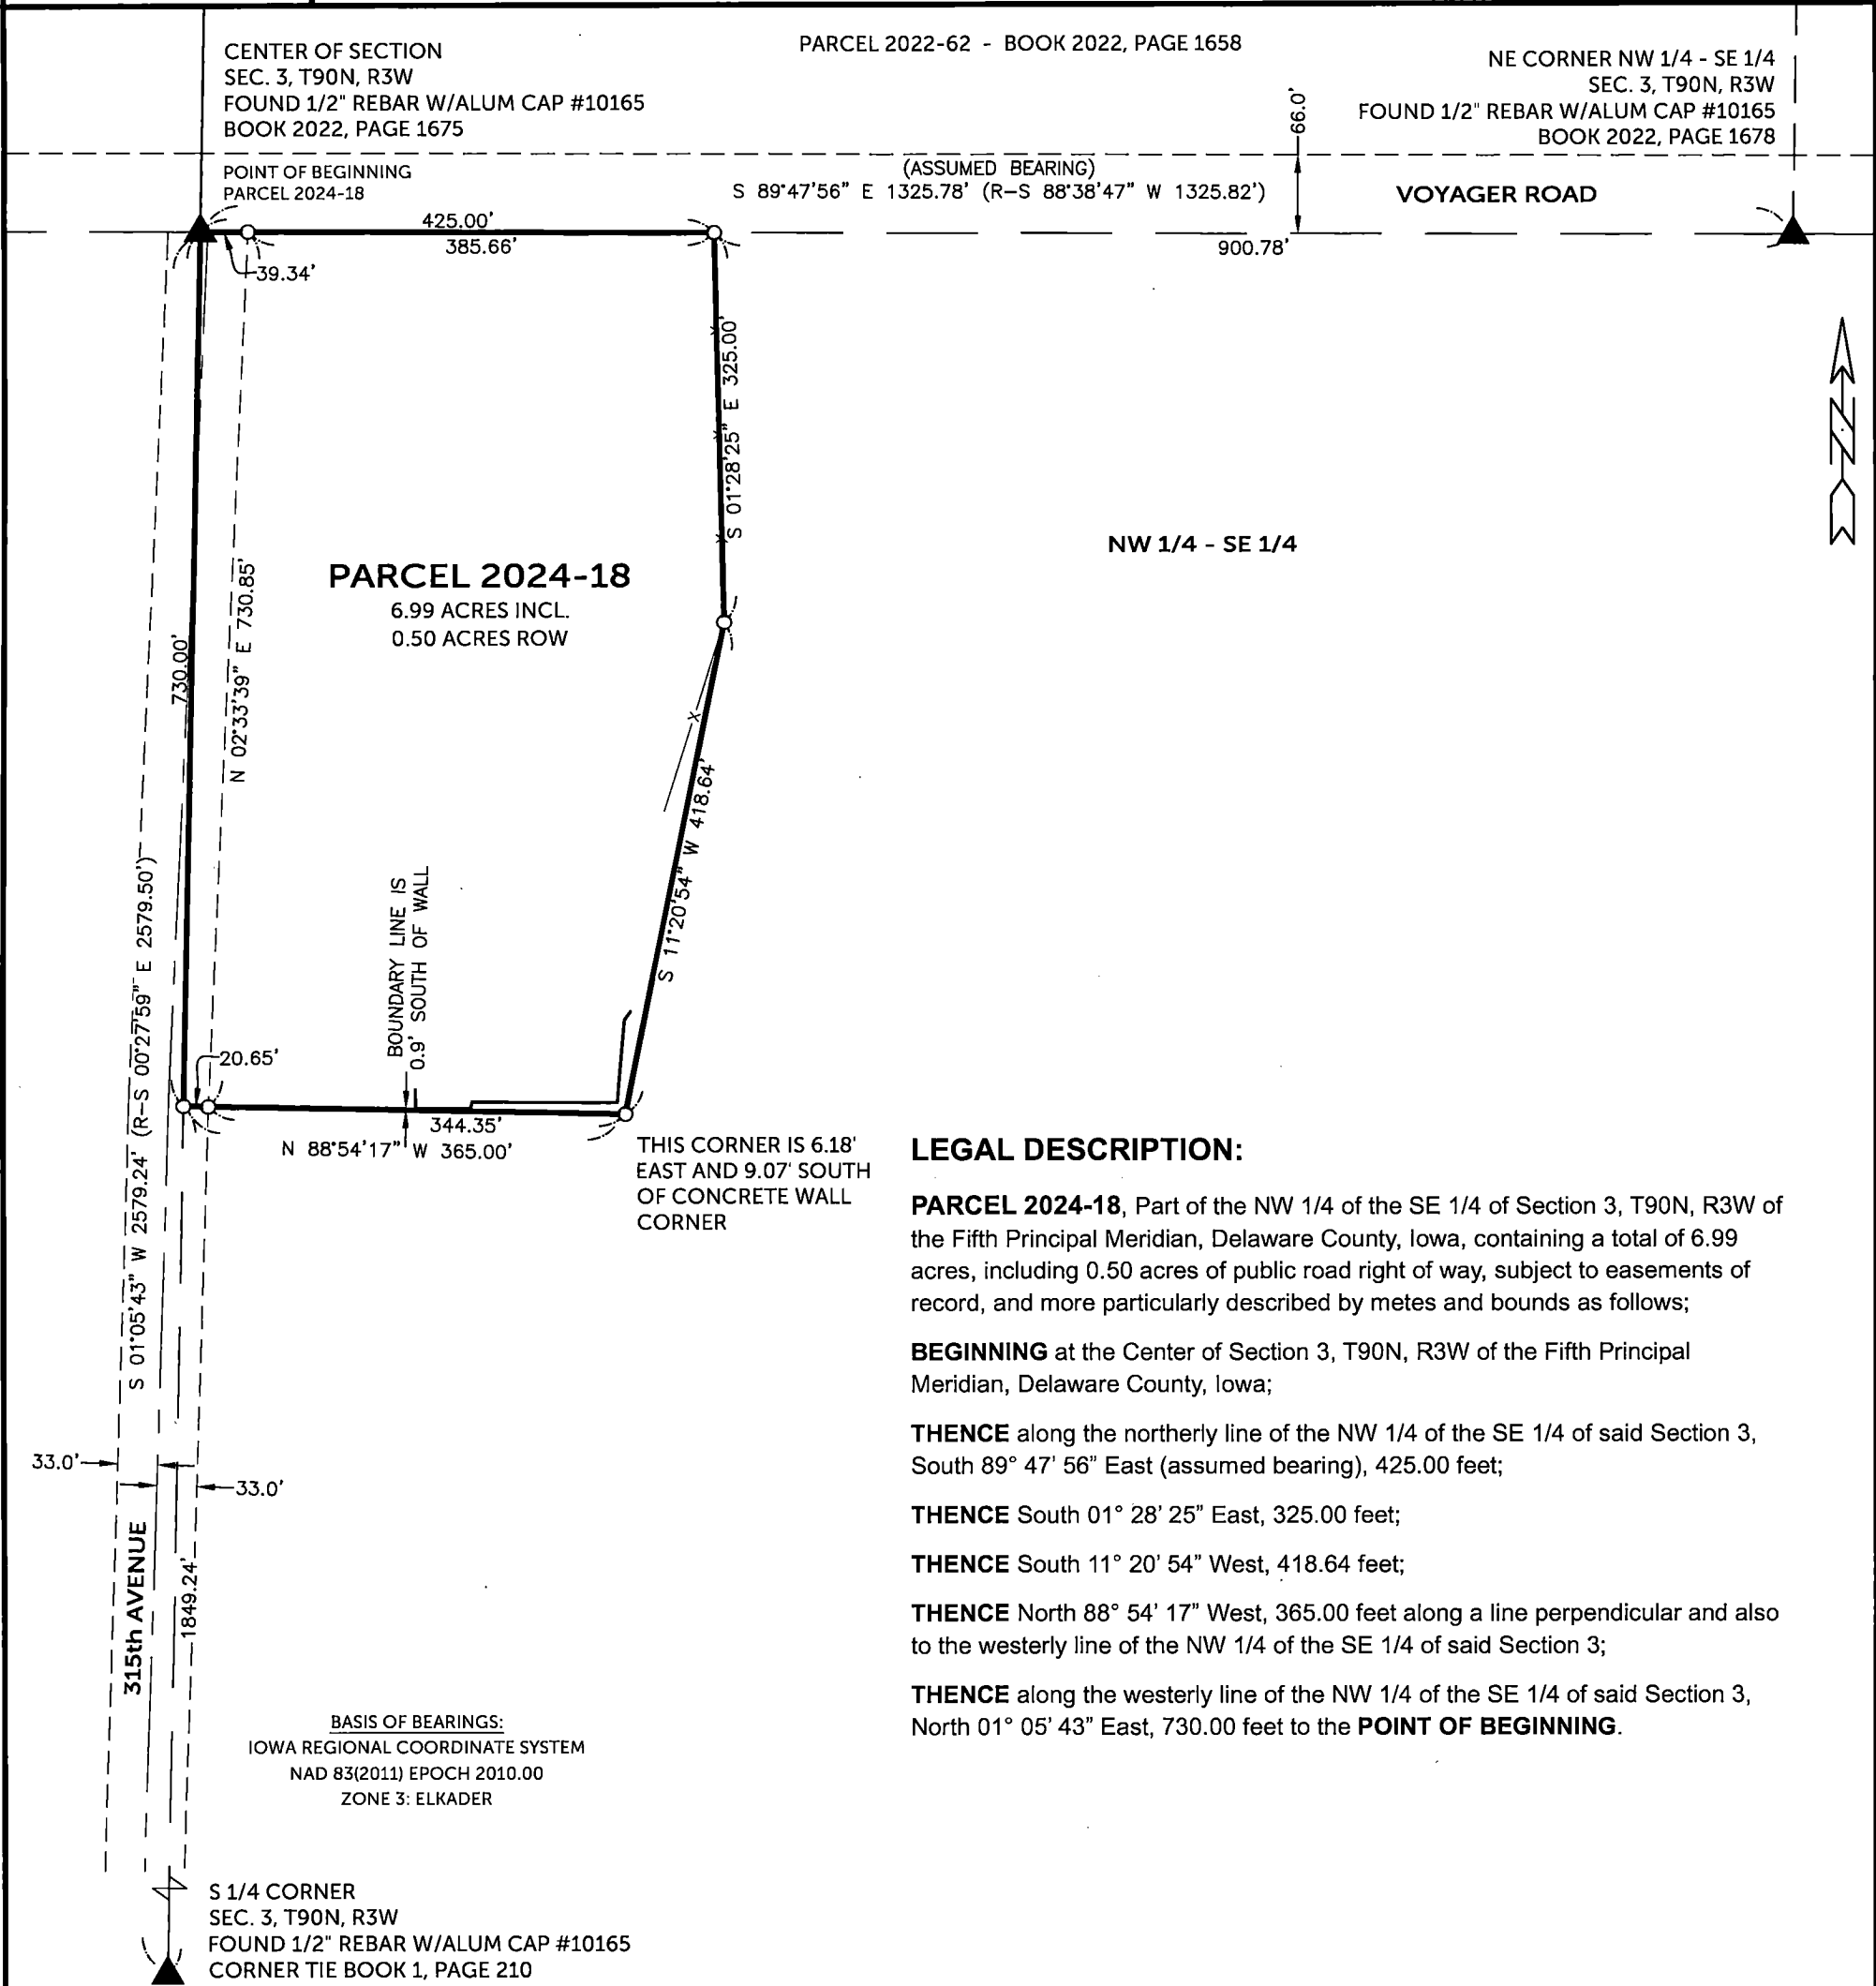 PARCEL 2022-62 - BOOK 2022, PAGE 1658
CENTER OF SECTION
SEC. 3, T90N, R3W
FOUND 1/2" REBAR W/ALUM CAP #10165
BOOK 2022, PAGE 1675
NE CORNER NW 1/4 - SE 1/4
SEC. 3, T90N, R3W
FOUND 1/2" REBAR W/ALUM CAP #10165
BOOK 2022, PAGE 1678
66.0'
POINT OF BEGINNING
PARCEL 2024-18
(ASSUMED BEARING)
S 89°47'56" E 1325.78' (R-S 88°38'47" W 1325.82')
VOYAGER ROAD
425.00'
385.66'
900.78'
39.34'
S 01°28'25" E 325.00'
N
NW 1/4 - SE 1/4
PARCEL 2024-18
6.99 ACRES INCL.
0.50 ACRES ROW
730.00'
N 02°33'39" E 730.85'
X
S 11°20'54" W 418.64'
BOUNDARY LINE IS
0.9' SOUTH OF WALL
S 01°05'43" W 2579.24' (R-S 00°27'59" E 2579.50')
20.65'
344.35'
N 88°54'17" W 365.00'
THIS CORNER IS 6.18'
EAST AND 9.07' SOUTH
OF CONCRETE WALL
CORNER
33.0'
33.0'
315th AVENUE
1849.24'
BASIS OF BEARINGS:
IOWA REGIONAL COORDINATE SYSTEM
NAD 83(2011) EPOCH 2010.00
ZONE 3: ELKADER
S 1/4 CORNER
SEC. 3, T90N, R3W
FOUND 1/2" REBAR W/ALUM CAP #10165
CORNER TIE BOOK 1, PAGE 210
LEGAL DESCRIPTION:
PARCEL 2024-18, Part of the NW 1/4 of the SE 1/4 of Section 3, T90N, R3W of
the Fifth Principal Meridian, Delaware County, Iowa, containing a total of 6.99
acres, including 0.50 acres of public road right of way, subject to easements of
record, and more particularly described by metes and bounds as follows;
BEGINNING at the Center of Section 3, T90N, R3W of the Fifth Principal
Meridian, Delaware County, Iowa;
THENCE along the northerly line of the NW 1/4 of the SE 1/4 of said Section 3,
South 89° 47' 56" East (assumed bearing), 425.00 feet;
THENCE South 01° 28' 25" East, 325.00 feet;
THENCE South 11° 20' 54" West, 418.64 feet;
THENCE North 88° 54' 17" West, 365.00 feet along a line perpendicular and also
to the westerly line of the NW 1/4 of the SE 1/4 of said Section 3;
THENCE along the westerly line of the NW 1/4 of the SE 1/4 of said Section 3,
North 01° 05' 43" East, 730.00 feet to the POINT OF BEGINNING.